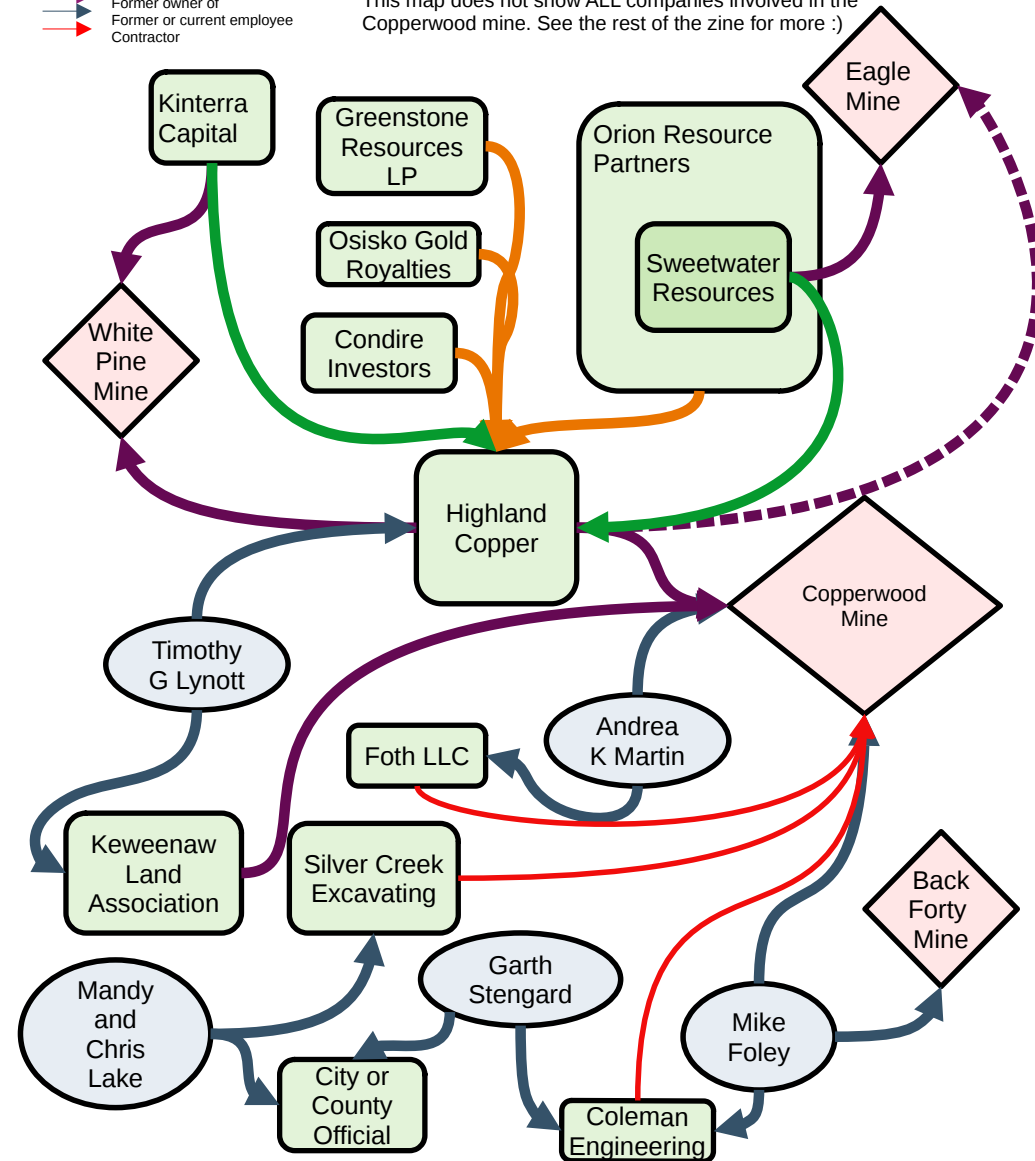 Former owner of
Former or current employee
Contractor
This map does not show ALL companies involved in the
Copperwood mine. See the rest of the zine for more :)
Eagle
Mine
Kinterra
Capital
Greenstone
Resources
LP
Orion Resource
Partners
Osisko Gold
Royalties
Sweetwater
Resources
White
Pine
Mine
Condire
Investors
Highland
Copper
Copperwood
Mine
Timothy
G Lynott
Andrea
K Martin
Foth LLC
Keweenaw
Land
Association
Silver Creek
Excavating
Back
Forty
Mine
Garth
Stengard
Mandy
and
Chris
Lake
Mike
Foley
City or
County
Official
Coleman
Engineering